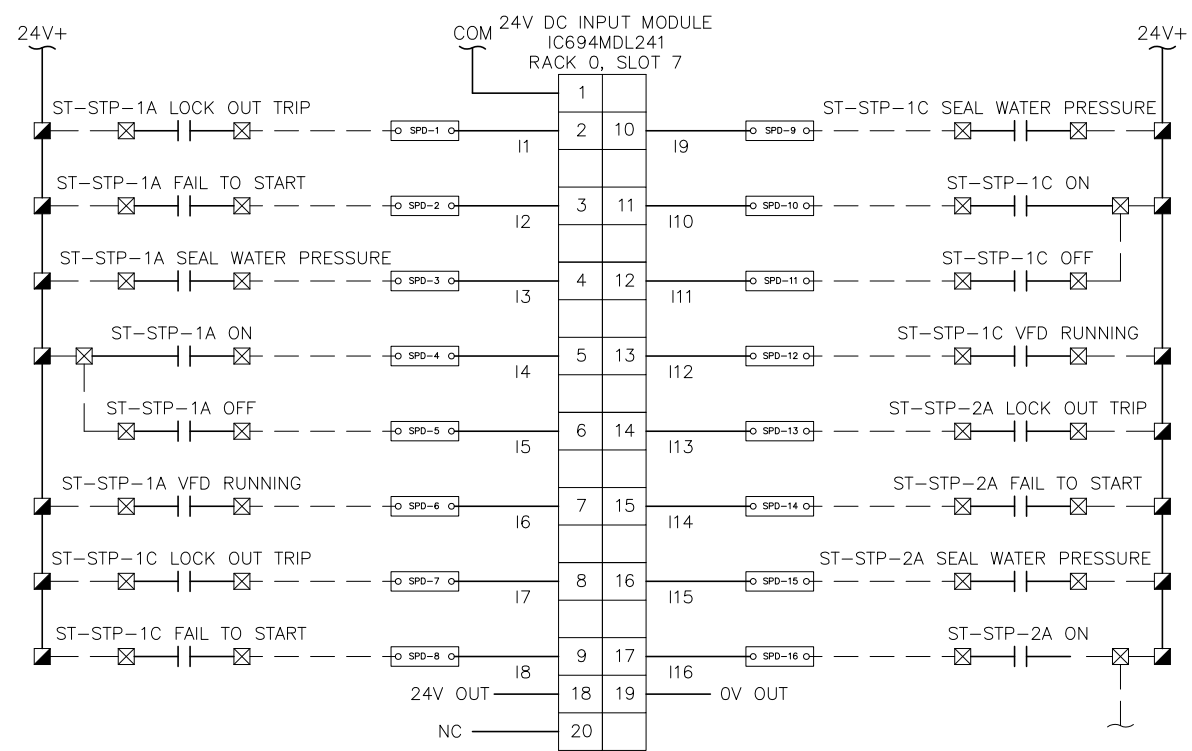 24V+
COM
24V DC INPUT MODULE
IC694MDL241
RACK 0, SLOT 7
24V+
1
ST-STP-1A LOCK OUT TRIP
SPD-1
I1
2
10
I9
SPD-9
ST-STP-1C SEAL WATER PRESSURE
ST-STP-1A FAIL TO START
SPD-2
I2
3
11
I10
SPD-10
ST-STP-1C ON
ST-STP-1A SEAL WATER PRESSURE
SPD-3
I3
4
12
I11
SPD-11
ST-STP-1C OFF
ST-STP-1A ON
SPD-4
I4
5
13
I12
SPD-12
ST-STP-1C VFD RUNNING
ST-STP-1A OFF
SPD-5
I5
6
14
I13
SPD-13
ST-STP-2A LOCK OUT TRIP
ST-STP-1A VFD RUNNING
SPD-6
I6
7
15
I14
SPD-14
ST-STP-2A FAIL TO START
ST-STP-1C LOCK OUT TRIP
SPD-7
I7
8
16
I15
SPD-15
ST-STP-2A SEAL WATER PRESSURE
ST-STP-1C FAIL TO START
SPD-8
I8
9
17
I16
SPD-16
ST-STP-2A ON
24V OUT
18
19
0V OUT
NC
20